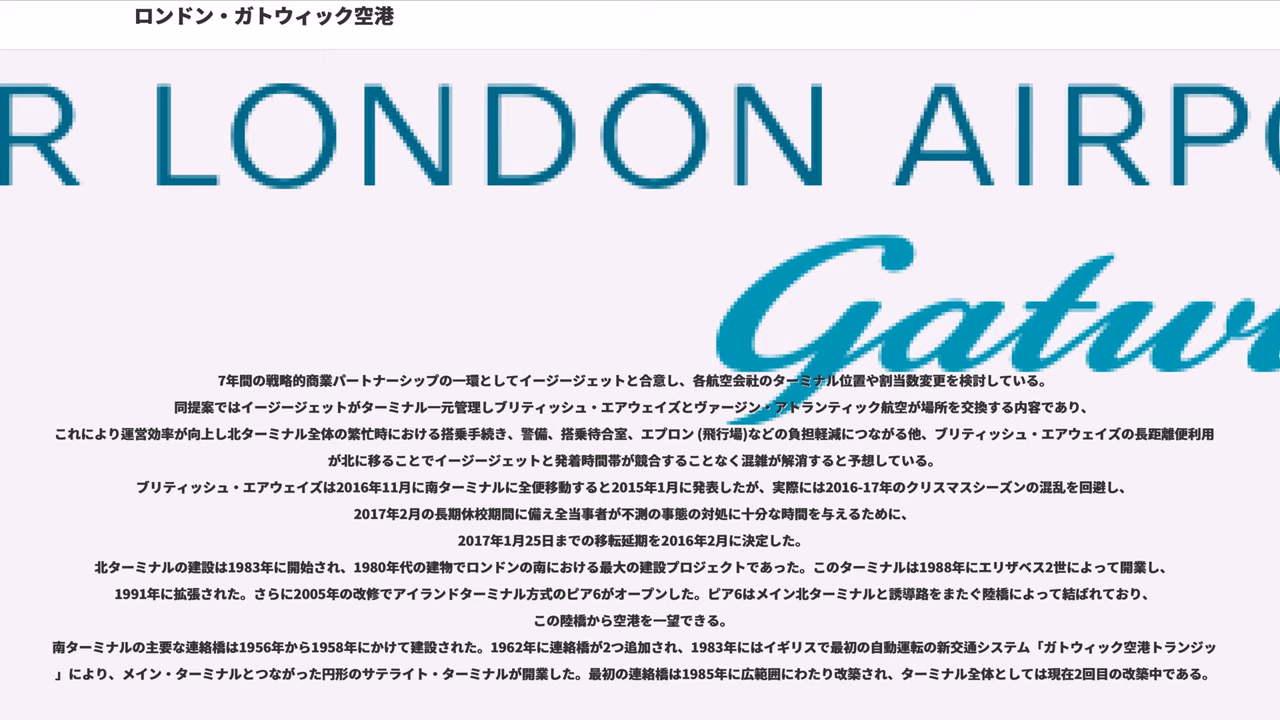 ロンドン・ガトウィック空港
R LONDON AIRPO
Gatwi
7年間の戦略的商業パートナーシップの一環としてイージージェットと合意し、各航空会社のターミナル位置や割当数変更を検討している。
同提案ではイージージェットがターミナル一元管理しブリティッシュ・エアウェイズとヴァージン・アトランティック航空が場所を交換する内容であり、
これにより運営効率が向上し北ターミナル全体の繁忙時における搭乗手続き、警備、搭乗待合室、エプロン (飛行場)などの負担軽減につながる他、ブリティッシュ・エアウェイズの長距離便利用
が北に移ることでイージージェットと発着時間帯が競合することなく混雑が解消すると予想している。
ブリティッシュ・エアウェイズは2016年11月に南ターミナルに全便移動すると2015年1月に発表したが、実際には2016-17年のクリスマスシーズンの混乱を回避し、
2017年2月の長期休校期間に備え全当事者が不測の事態の対処に十分な時間を与えるために、
2017年1月25日までの移転延期を2016年2月に決定した。
北ターミナルの建設は1983年に開始され、1980年代の建物でロンドンの南における最大の建設プロジェクトであった。このターミナルは1988年にエリザベス2世によって開業し、
1991年に拡張された。さらに2005年の改修でアイランドターミナル方式のピア6がオープンした。ピア6はメイン北ターミナルと誘導路をまたぐ陸橋によって結ばれており、
この陸橋から空港を一望できる。
南ターミナルの主要な連絡橋は1956年から1958年にかけて建設された。1962年に連絡橋が2つ追加され、1983年にはイギリスで最初の自動運転の新交通システム「ガトウィック空港トランジッ
」により、メイン・ターミナルとつながった円形のサテライト・ターミナルが開業した。最初の連絡橋は1985年に広範囲にわたり改築され、ターミナル全体としては現在2回目の改築中である。